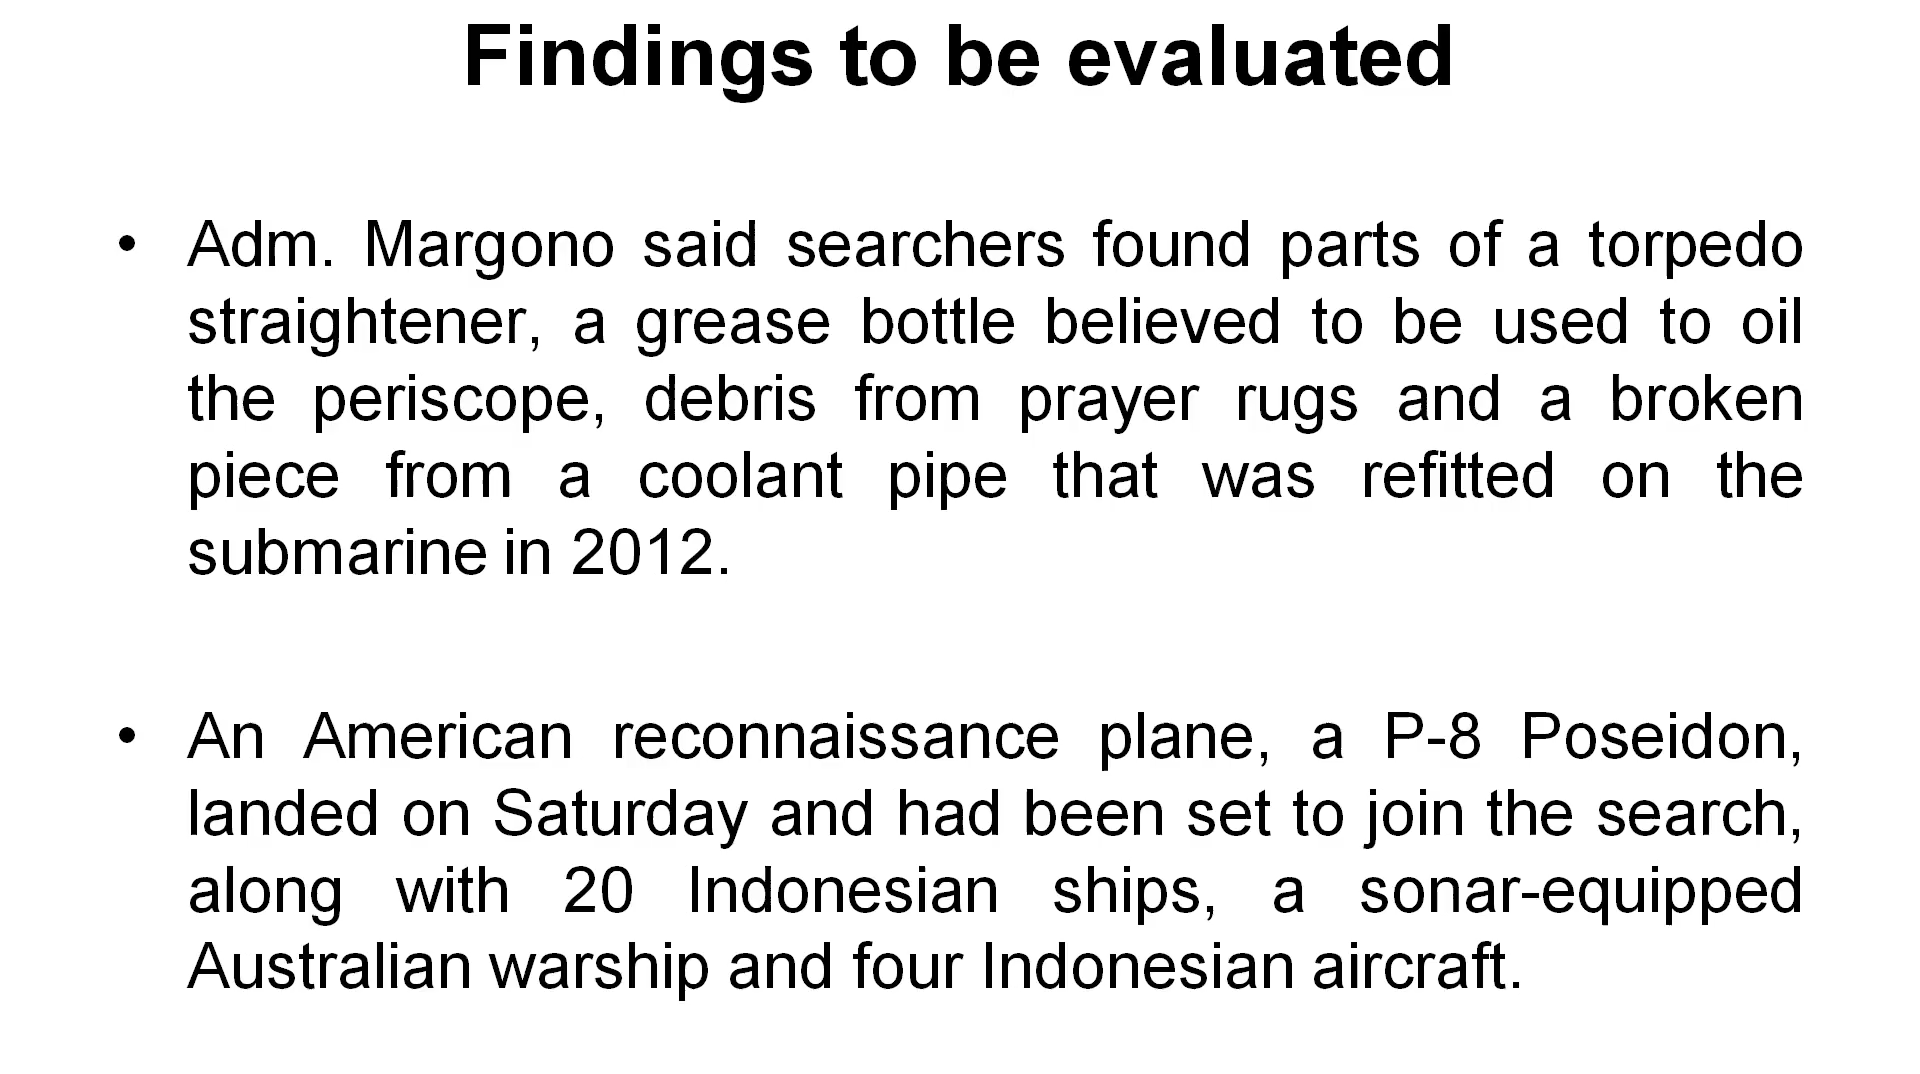 Findings to be evaluated
• Adm. Margono said searchers found parts of a torpedo
straightener, a grease bottle believed to be used to oil
the periscope, debris from prayer rugs and a broken
piece from a coolant pipe that was refitted on the
submarine in 2012.
• An American reconnaissance plane, a P-8 Poseidon,
landed on Saturday and had been set to join the search,
along with 20 Indonesian ships, a sonar-equipped
Australian warship and four Indonesian aircraft.